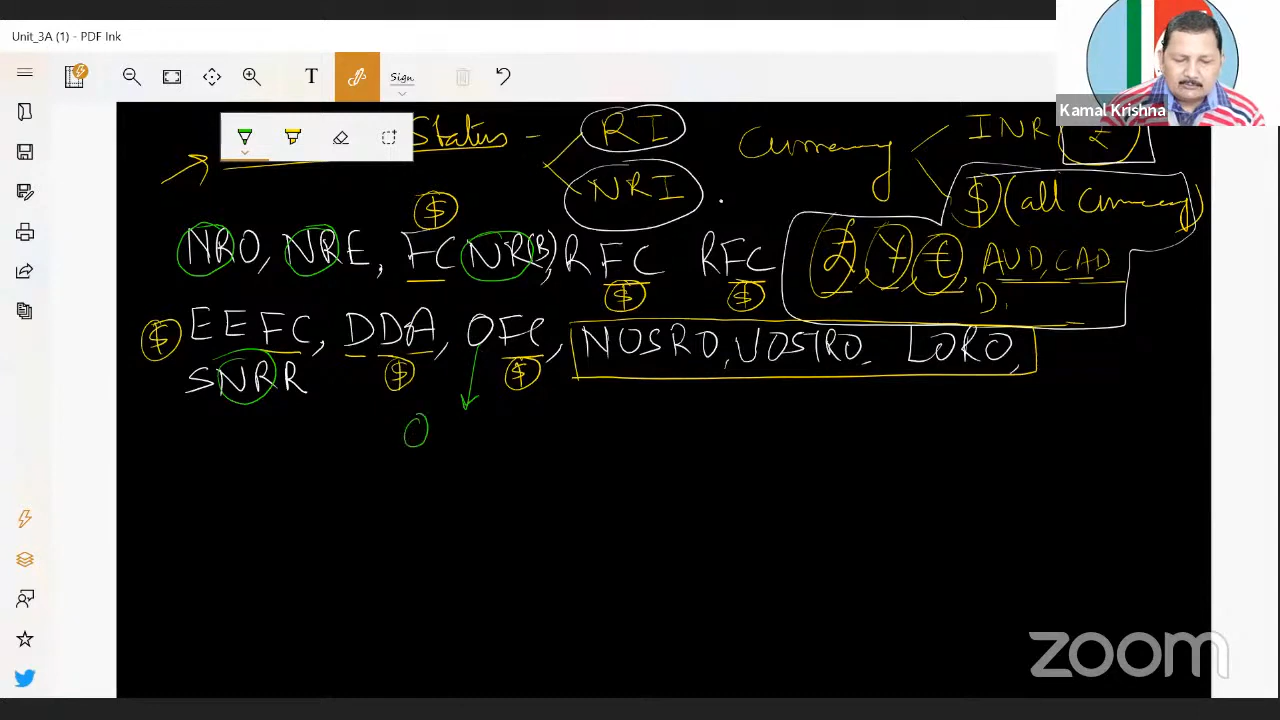 Unit_3A (1) - PDF Ink
T
Sign
Kamal Krishna
Status - RI
NRI
Currency INR
$ (all Currency)
$
NRO, NRE, FCNR(B), RFC RFC £, ¥, €, AUD, CAD
$ $ D.
$ EEFC, DDA, OFC, NOSRO, VOSTRO, LORO,
$ $
SNRR
O
zoom